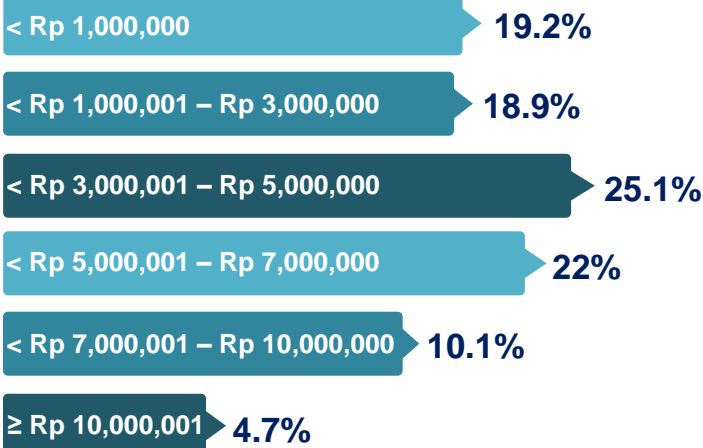 < Rp 1,000,000 19.2%
< Rp 1,000,001 – Rp 3,000,000 18.9%
< Rp 3,000,001 – Rp 5,000,000 25.1%
< Rp 5,000,001 – Rp 7,000,000 22%
< Rp 7,000,001 – Rp 10,000,000 10.1%
≥ Rp 10,000,001 4.7%